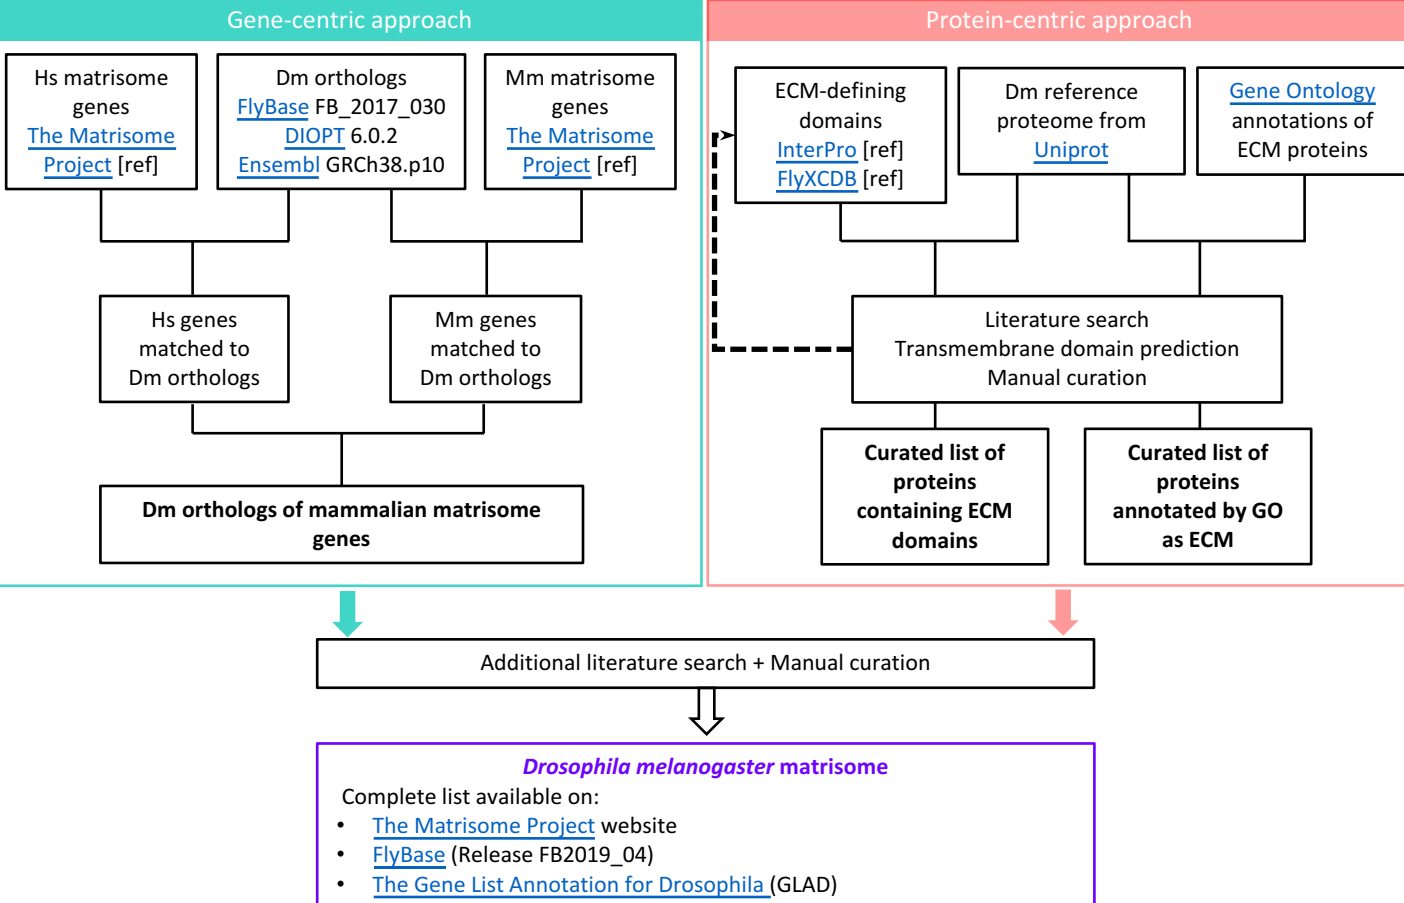 Gene-centric approach
Protein-centric approach
Hs matrisome
genes
The Matrisome
Project [ref]
Dm orthologs
FlyBase FB_2017_030
DIOPT 6.0.2
Ensembl GRCh38.p10
Mm matrisome
genes
The Matrisome
Project [ref]
ECM-defining
domains
InterPro [ref]
FlyXCDB [ref]
Dm reference
proteome from
Uniprot
Gene Ontology
annotations of
ECM proteins
Hs genes
matched to
Dm orthologs
Mm genes
matched to
Dm orthologs
Literature search
Transmembrane domain prediction
Manual curation
Dm orthologs of mammalian matrisome
genes
Curated list of
proteins
containing ECM
domains
Curated list of
proteins
annotated by GO
as ECM
Additional literature search + Manual curation
Drosophila melanogaster matrisome
Complete list available on:
• The Matrisome Project website
• FlyBase (Release FB2019_04)
• The Gene List Annotation for Drosophila (GLAD)